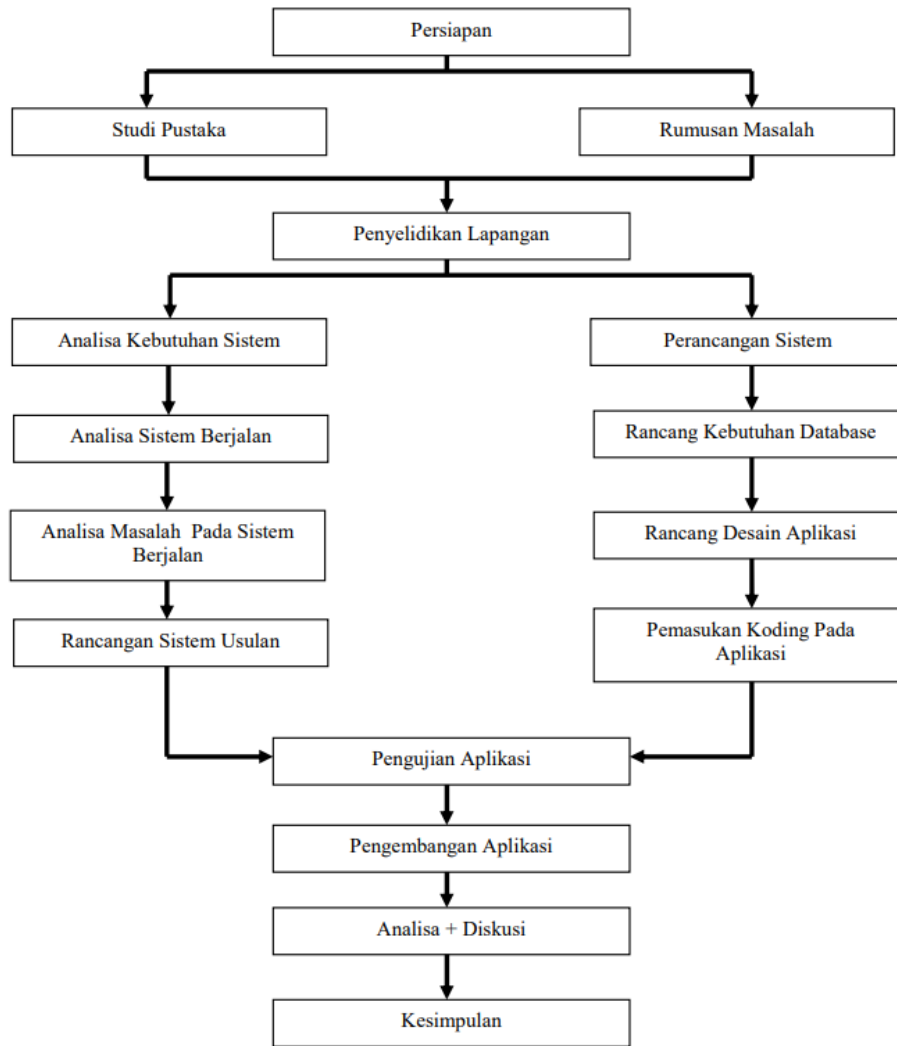 Persiapan
Studi Pustaka
Rumusan Masalah
Penyelidikan Lapangan
Analisa Kebutuhan Sistem
Perancangan Sistem
Analisa Sistem Berjalan
Rancang Kebutuhan Database
Analisa Masalah Pada Sistem
Berjalan
Rancang Desain Aplikasi
Rancangan Sistem Usulan
Pemasukan Koding Pada
Aplikasi
Pengujian Aplikasi
Pengembangan Aplikasi
Analisa + Diskusi
Kesimpulan